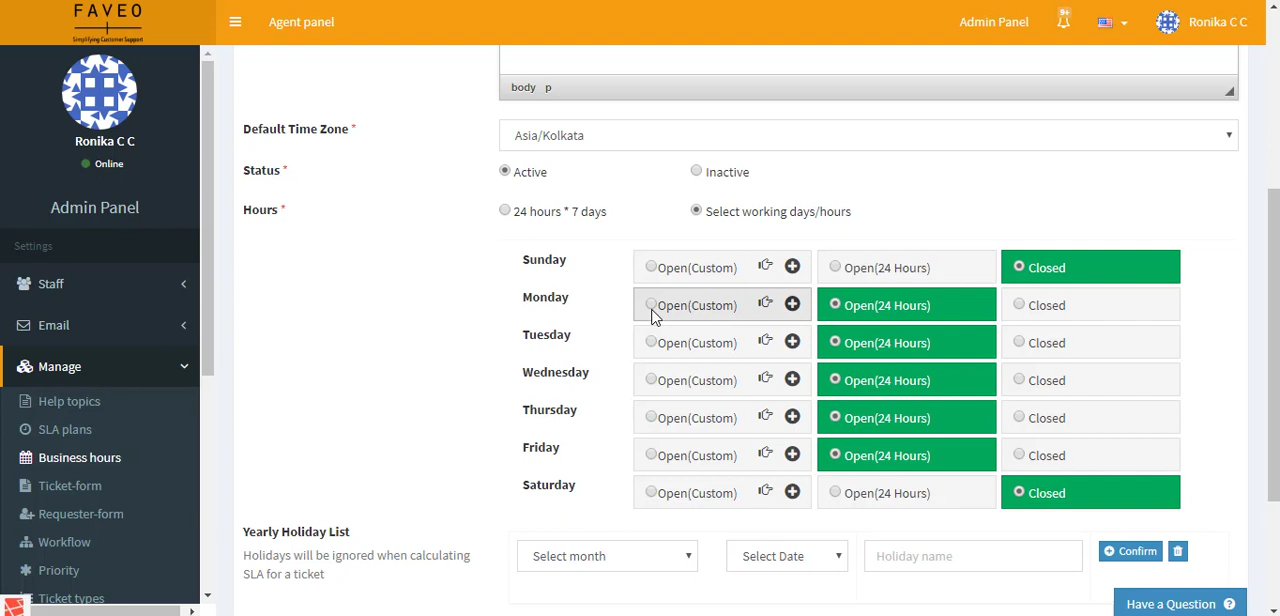 FAVEO
Simplifying Customer Support
Agent panel
Admin Panel
9+
Ronika C C
Ronika C C
Online
Admin Panel
Settings
Staff
Email
Manage
Help topics
SLA plans
Business hours
Ticket-form
Requester-form
Workflow
Priority
Ticket types
body p
Default Time Zone *
Asia/Kolkata
Status *
Active
Inactive
Hours *
24 hours * 7 days
Select working days/hours
Sunday Open(Custom) Open(24 Hours) Closed
Monday Open(Custom) Open(24 Hours) Closed
Tuesday Open(Custom) Open(24 Hours) Closed
Wednesday Open(Custom) Open(24 Hours) Closed
Thursday Open(Custom) Open(24 Hours) Closed
Friday Open(Custom) Open(24 Hours) Closed
Saturday Open(Custom) Open(24 Hours) Closed
Yearly Holiday List
Holidays will be ignored when calculating
SLA for a ticket
Select month
Select Date
Holiday name
Confirm
Have a Question